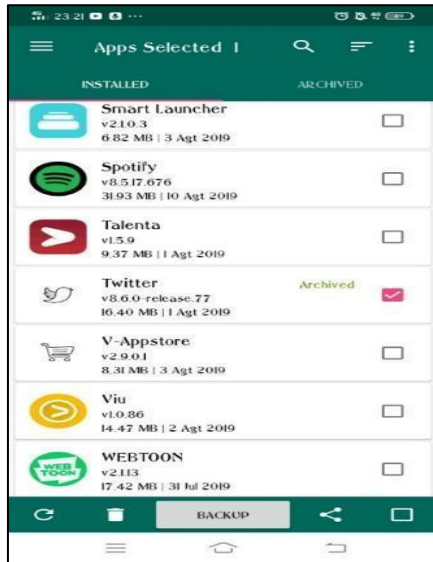 23:21
Apps Selected 1
INSTALLED
ARCHIVED
Smart Launcher
v2.1.0.3
6.82 MB | 3 Agt 2019
Spotify
v8.5.17.676
31.93 MB | 10 Agt 2019
Talenta
v1.5.9
9.37 MB | 1 Agt 2019
Twitter
Archived
v8.6.0-release.77
16.40 MB | 1 Agt 2019
V-Appstore
v2.9.0.1
8.31 MB | 3 Agt 2019
Viu
v1.0.86
14.47 MB | 2 Agt 2019
WEB
TOON
WEBTOON
v2.1.13
17.42 MB | 31 Jul 2019
BACKUP